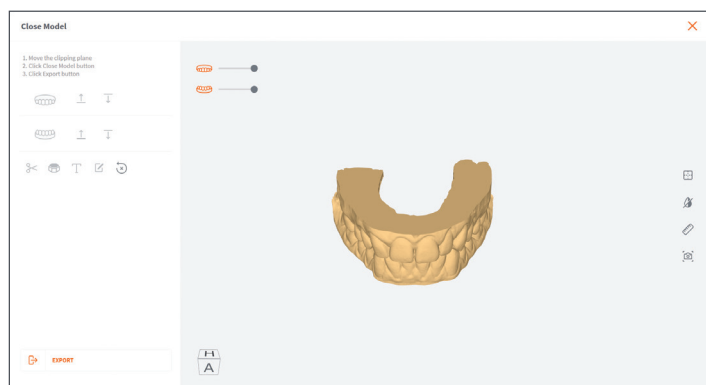 Close Model
1. Move the clipping plane
2. Click Close Model button
3. Click Export button
T
EXPORT
H
A